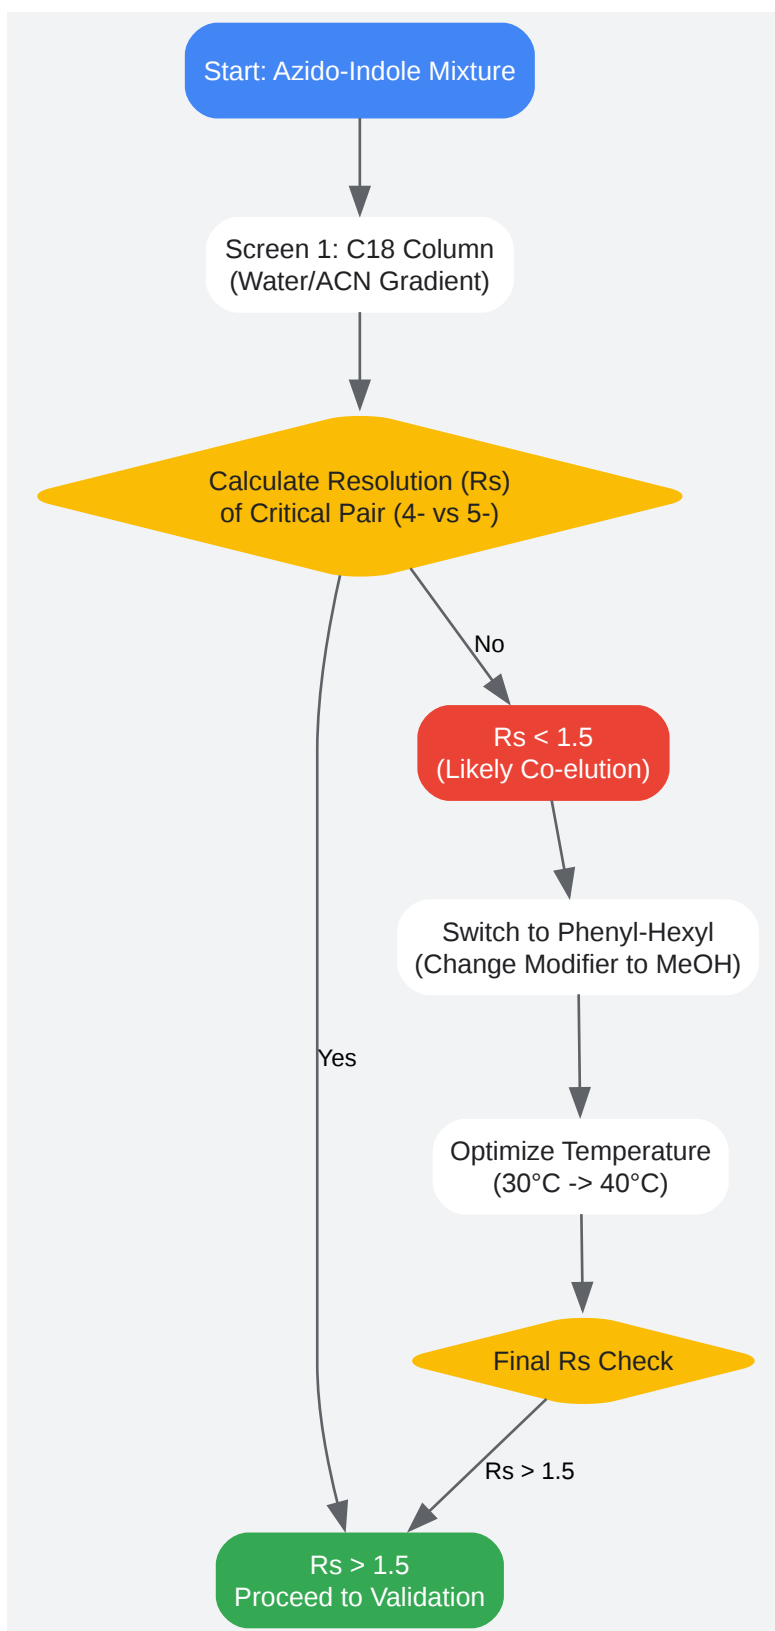 Start: Azido-Indole Mixture
Screen 1: C18 Column
(Water/ACN Gradient)
Calculate Resolution (Rs)
of Critical Pair (4- vs 5-)
No
Rs < 1.5
(Likely Co-elution)
Switch to Phenyl-Hexyl
(Change Modifier to MeOH)
Yes
Optimize Temperature
(30°C -> 40°C)
Final Rs Check
Rs > 1.5
Rs > 1.5
Proceed to Validation